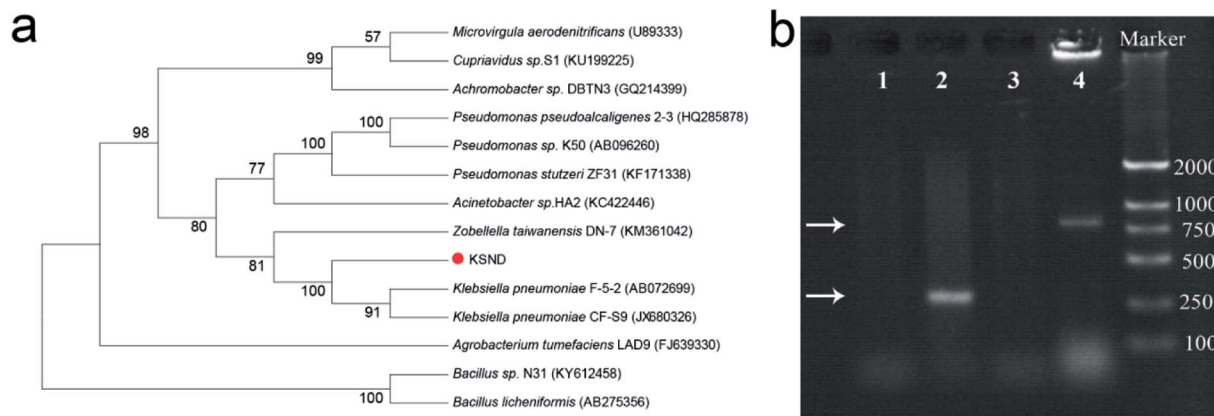 a
Microvirgula aerodenitrificans (U89333)
57
Cupriavidus sp.S1 (KU199225)
99
Achromobacter sp. DBTN3 (GQ214399)
Pseudomonas pseudoalcaligenes 2-3 (HQ285878)
100
98
Pseudomonas sp. K50 (AB096260)
100
Pseudomonas stutzeri ZF31 (KF171338)
77
Acinetobacter sp.HA2 (KC422446)
80
Zobellella taiwanensis DN-7 (KM361042)
81
KSND
100
Klebsiella pneumoniae F-5-2 (AB072699)
91
Klebsiella pneumoniae CF-S9 (JX680326)
Agrobacterium tumefaciens LAD9 (FJ639330)
Bacillus sp. N31 (KY612458)
100
Bacillus licheniformis (AB275356)
b
Marker
1 2 3 4
2000
1000
750
500
250
100